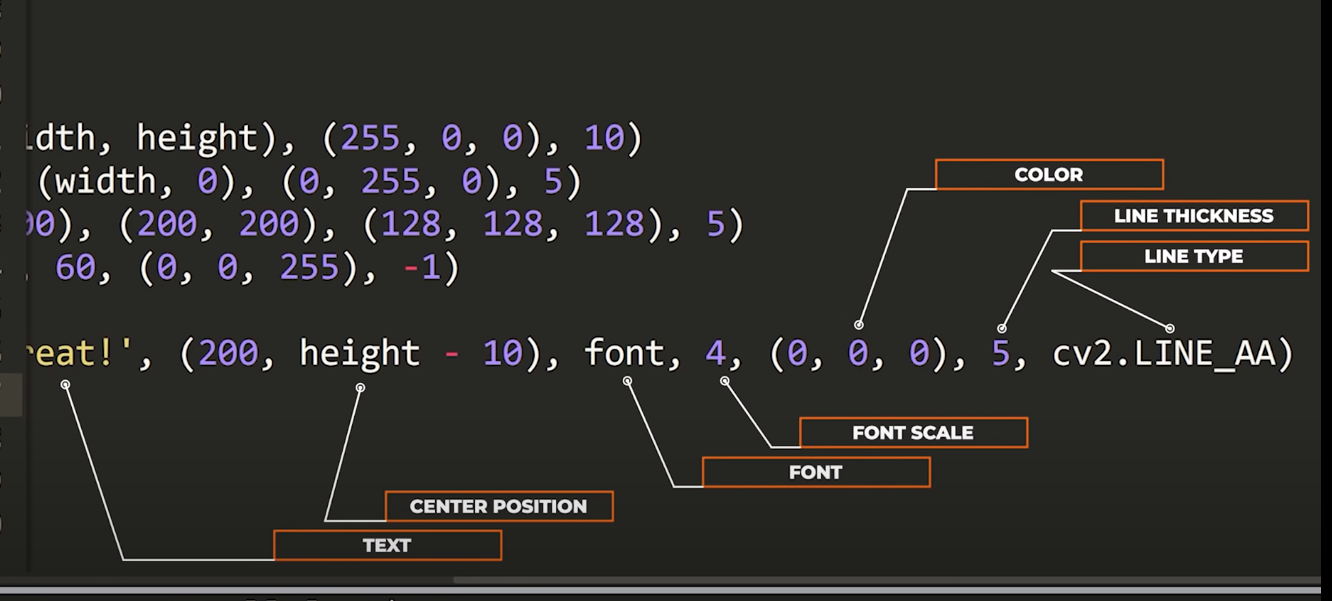 idth, height), (255, 0, 0), 10)
(width, 0), (0, 255, 0), 5)
00), (200, 200), (128, 128, 128), 5)
, 60, (0, 0, 255), -1)
COLOR
LINE THICKNESS
LINE TYPE
reat!', (200, height - 10), font, 4, (0, 0, 0), 5, cv2.LINE_AA)
FONT SCALE
FONT
CENTER POSITION
TEXT